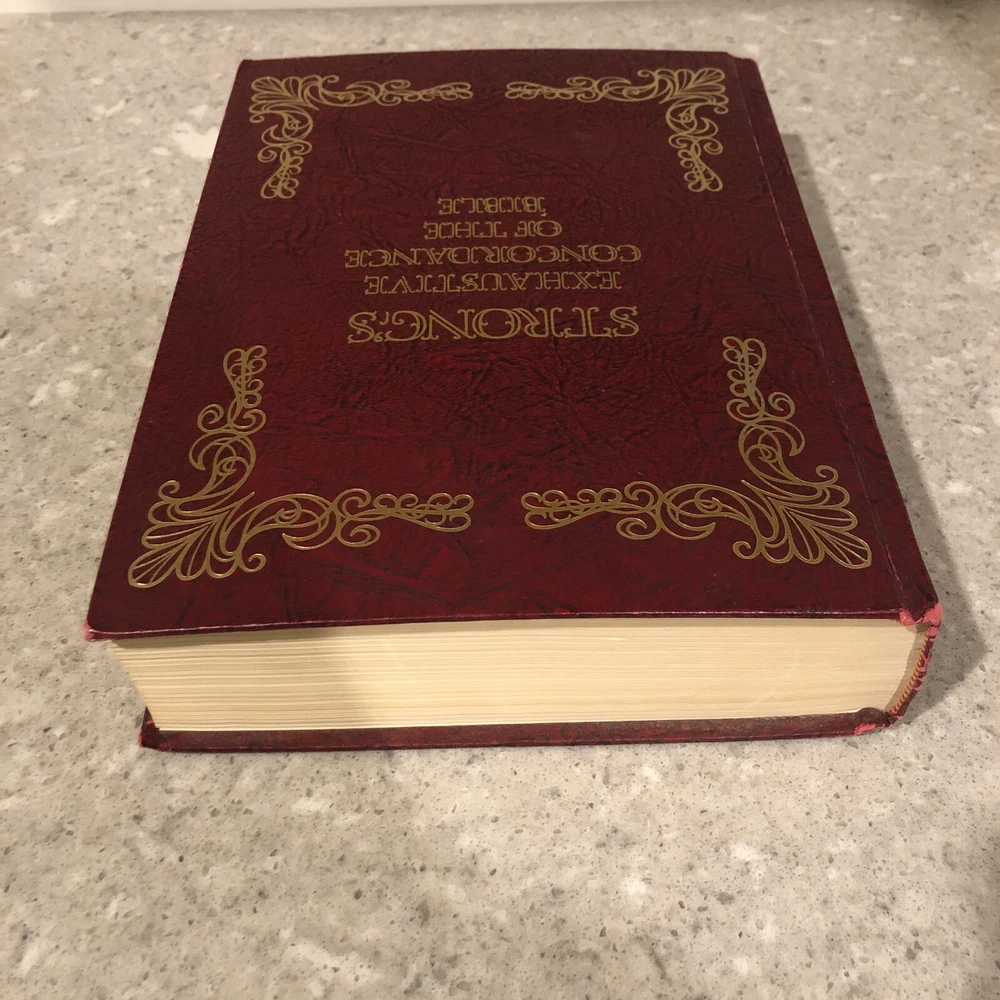 STRONG'S
EXHAUSTIVE
CONCORDANCE
OF THE
BIBLE